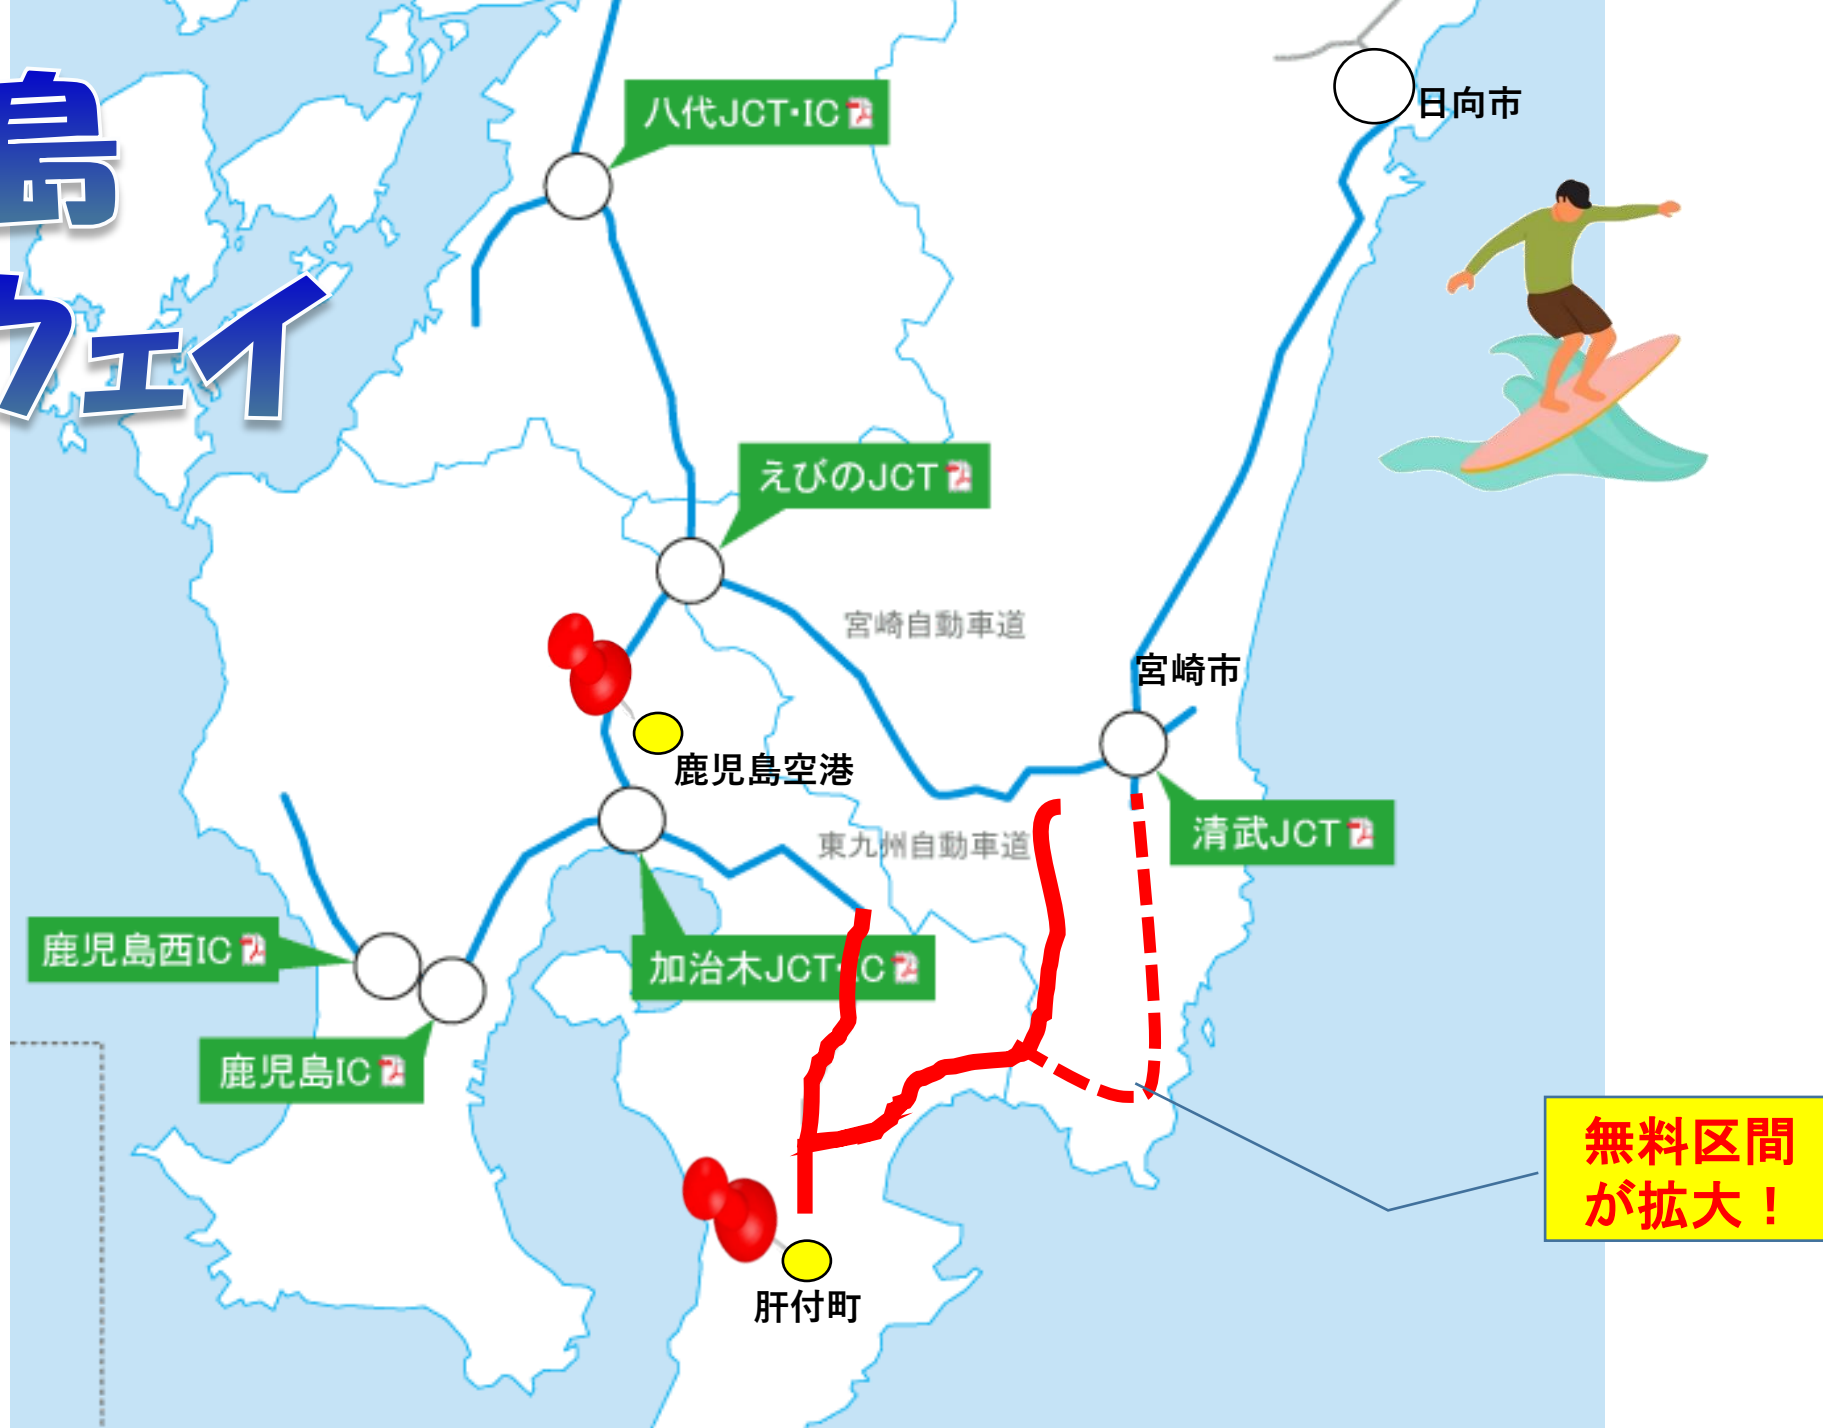 島
ウェイ
八代JCT・IC
日向市
えびのJCT
宮崎自動車道
宮崎市
鹿児島空港
清武JCT
東九州自動車道
鹿児島西IC
加治木JCT・IC
鹿児島IC
無料区間
が拡大！
肝付町